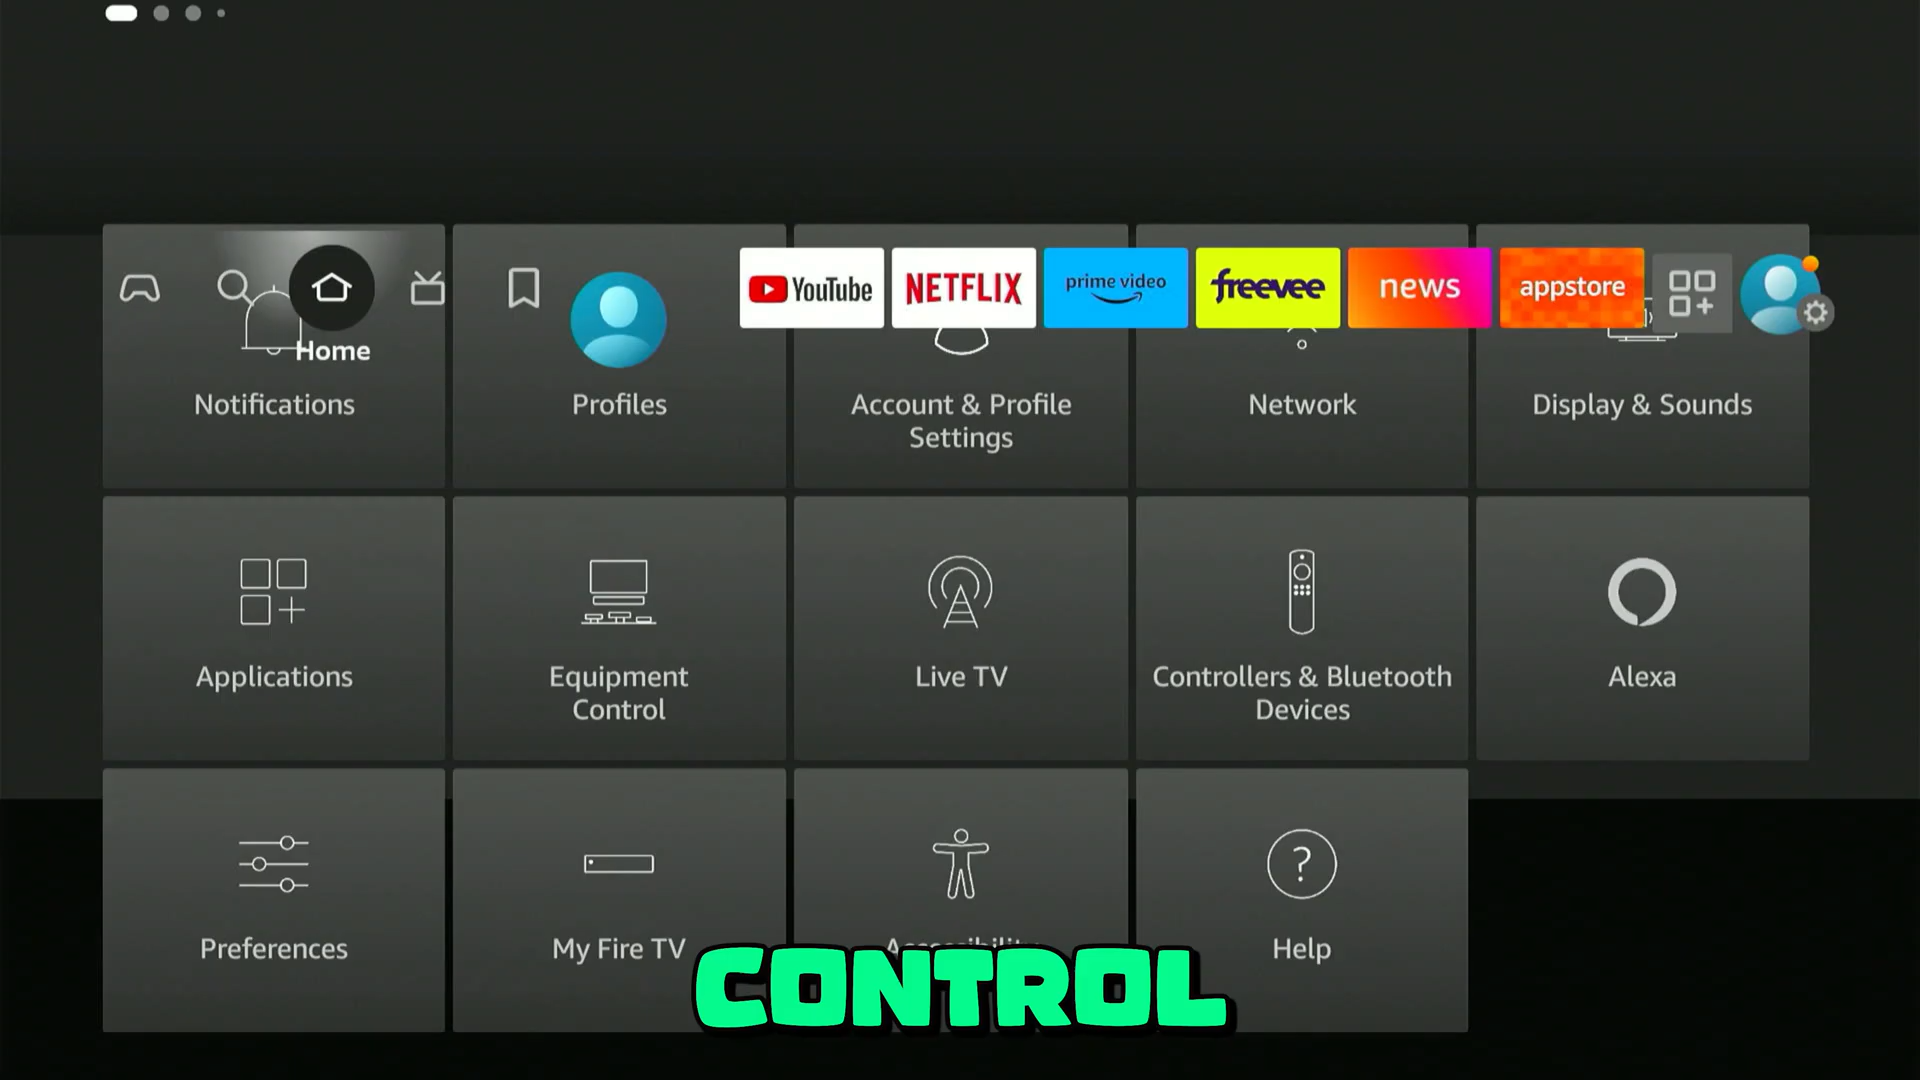 YouTube
NETFLIX
prime video
freevee
news
appstore
Home
Notifications
Profiles
Account & Profile
Settings
Network
Display & Sounds
Applications
Equipment
Control
Live TV
Controllers & Bluetooth
Devices
Alexa
Preferences
My Fire TV
Accessibility
Help
CONTROL